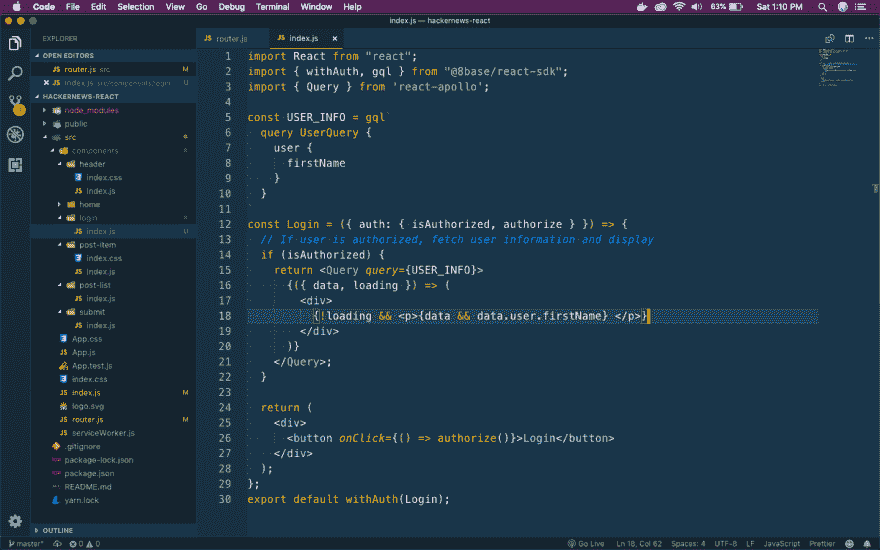 Code File Edit Selection View Go Debug Terminal Window Help 63% Sat 1:10 PM
index.js — hackernews-react
EXPLORER
OPEN EDITORS
router.js src M
index.js src/components/login U
HACKERNEWS-REACT
node_modules
public
src
components
header
index.css
index.js
home
login
index.js U
post-item
index.css
index.js
post-list
index.js
submit
index.js
App.css
App.js
App.test.js
index.css
index.js M
logo.svg
router.js M
serviceWorker.js
.gitignore
package-lock.json
package.json
README.md
yarn.lock
OUTLINE
router.js index.js
1 import React from "react";
2 import { withAuth, gql } from "@8base/react-sdk";
3 import { Query } from 'react-apollo';
4
5 const USER_INFO = gql`
6 query UserQuery {
7 user {
8 firstName
9 }
10 }
11
12 const Login = ({ auth: { isAuthorized, authorize } }) => {
13 // If user is authorized, fetch user information and display
14 if (isAuthorized) {
15 return <Query query={USER_INFO}>
16 {({ data, loading }) => (
17 <div>
18 {!loading && <p>{data && data.user.firstName} </p>}
19 </div>
20 )}
21 </Query>;
22 }
23
24 return (
25 <div>
26 <button onClick={() => authorize()}>Login</button>
27 </div>
28 );
29 };
30 export default withAuth(Login);
master* 0 0 Go Live Ln 18, Col 62 Spaces: 4 UTF-8 LF JavaScript Prettier